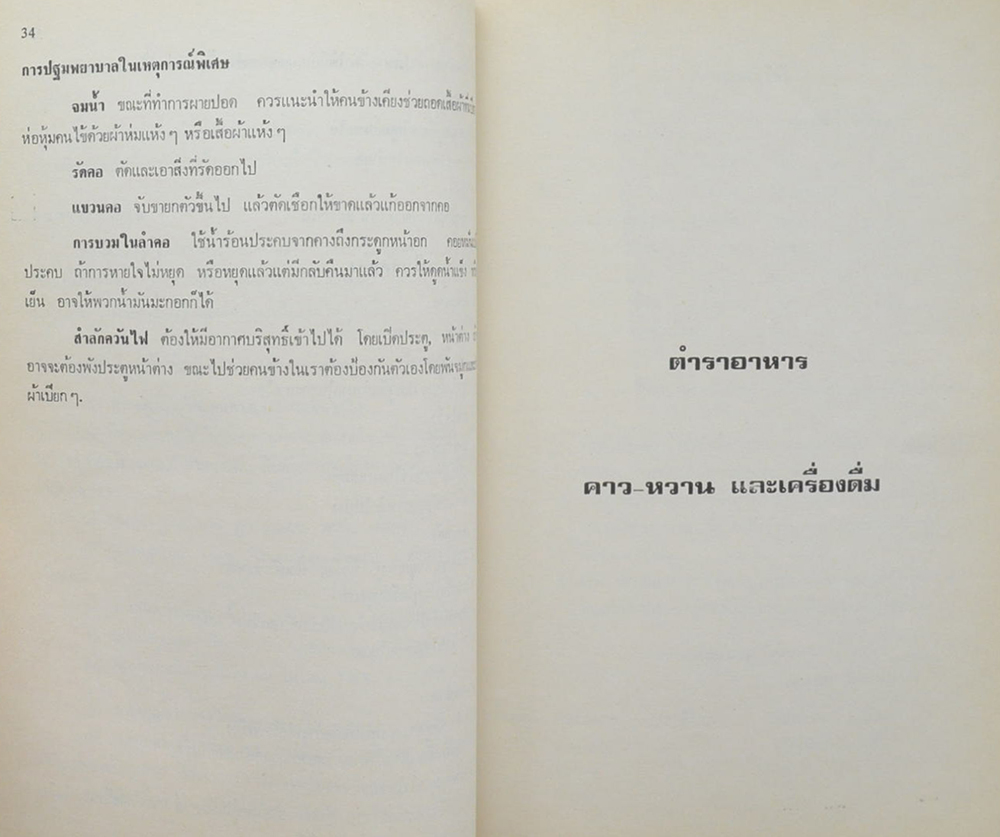 34
การปฐมพยาบาลในเหตุการณ์พิเศษ
จมน้ำ ขณะที่ทำการผายปอด ควรแนะนำให้คนข้างเคียงช่วยถอดเสื้อผ้าที่
ห่อหุ้มคนไข้ด้วยผ้าห่มแห้ง ๆ หรือเสื้อผ้าแห้ง ๆ
รัดคอ ตัดและเอาสิ่งที่รัดออกไป
แขวนคอ จับขายกตัวขึ้นไป แล้วตัดเชือกให้ขาดแล้วแก้ออกจากคอ
การบวมในลำคอ ใช้น้ำร้อนประคบจากคางถึงกระดูกหน้าอก
ประคบ ถ้าการหายใจไม่หยุด หรือหยุดแล้วแต่มีกลับคืนมาแล้ว ควรให้ดูดน้ำแข็ง
เย็น อาจให้พวกน้ำมันมะกอกก็ได้
สำลักควันไฟ ต้องให้มีอากาศบริสุทธิ์เข้าไปได้ โดยเปิดประตู, หน้าต่าง
อาจจะต้องพังประตูหน้าต่าง ขณะไปช่วยคนข้างในเราต้องป้องกันตัวเองโดยพันจมูก
ผ้าเปียก ๆ.
ตำราอาหาร
คาว-หวาน และเครื่องดื่ม